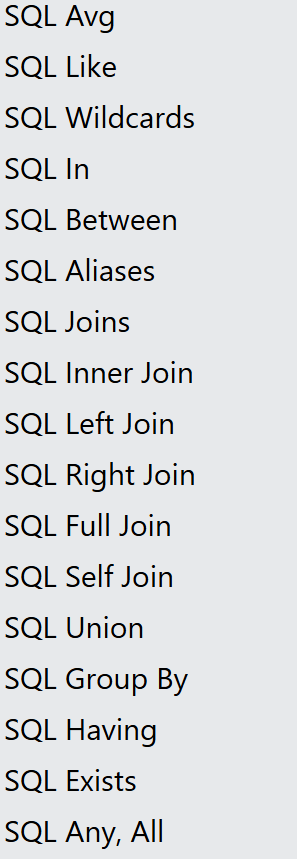 SQL Avg
SQL Like
SQL Wildcards
SQL In
SQL Between
SQL Aliases
SQL Joins
SQL Inner Join
SQL Left Join
SQL Right Join
SQL Full Join
SQL Self Join
SQL Union
SQL Group By
SQL Having
SQL Exists
SQL Any, All